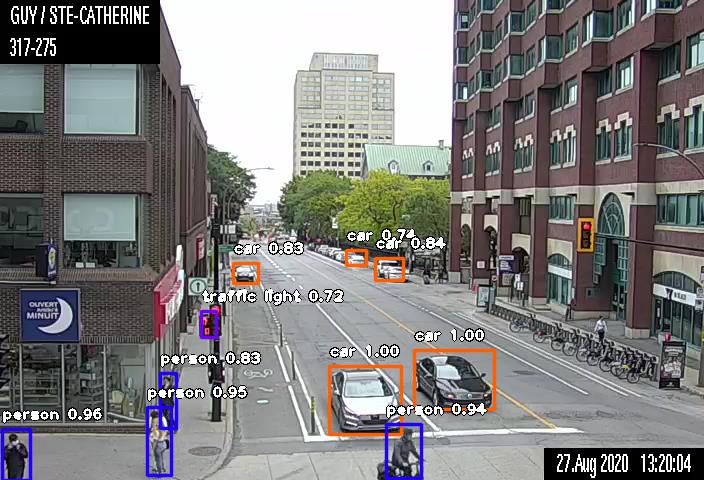 GUY / STE-CATHERINE
317-275
car 0.74
car 0.83
car 0.84
traffic light 0.72
OUVERT
MINUIT
car 1.00
car 1.00
person 0.83
person 0.95
person 0.96
person 0.94
27.Aug 2020 13:20:04